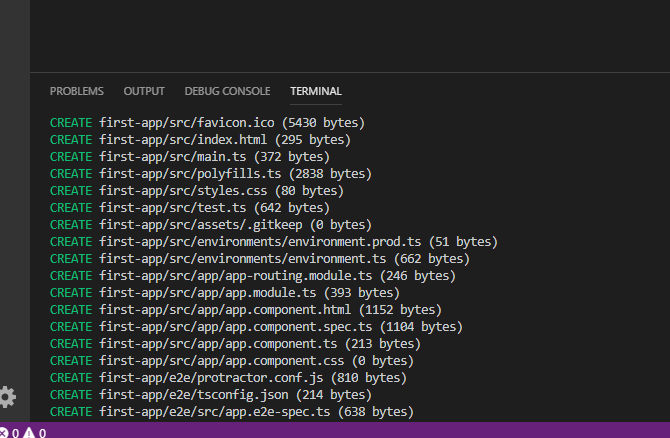 PROBLEMS OUTPUT DEBUG CONSOLE TERMINAL
CREATE first-app/src/favicon.ico (5430 bytes)
CREATE first-app/src/index.html (295 bytes)
CREATE first-app/src/main.ts (372 bytes)
CREATE first-app/src/polyfills.ts (2838 bytes)
CREATE first-app/src/styles.css (80 bytes)
CREATE first-app/src/test.ts (642 bytes)
CREATE first-app/src/assets/.gitkeep (0 bytes)
CREATE first-app/src/environments/environment.prod.ts (51 bytes)
CREATE first-app/src/environments/environment.ts (662 bytes)
CREATE first-app/src/app/app-routing.module.ts (246 bytes)
CREATE first-app/src/app/app.module.ts (393 bytes)
CREATE first-app/src/app/app.component.html (1152 bytes)
CREATE first-app/src/app/app.component.spec.ts (1104 bytes)
CREATE first-app/src/app/app.component.ts (213 bytes)
CREATE first-app/src/app/app.component.css (0 bytes)
CREATE first-app/e2e/protractor.conf.js (810 bytes)
CREATE first-app/e2e/tsconfig.json (214 bytes)
CREATE first-app/e2e/src/app.e2e-spec.ts (638 bytes)
0 0